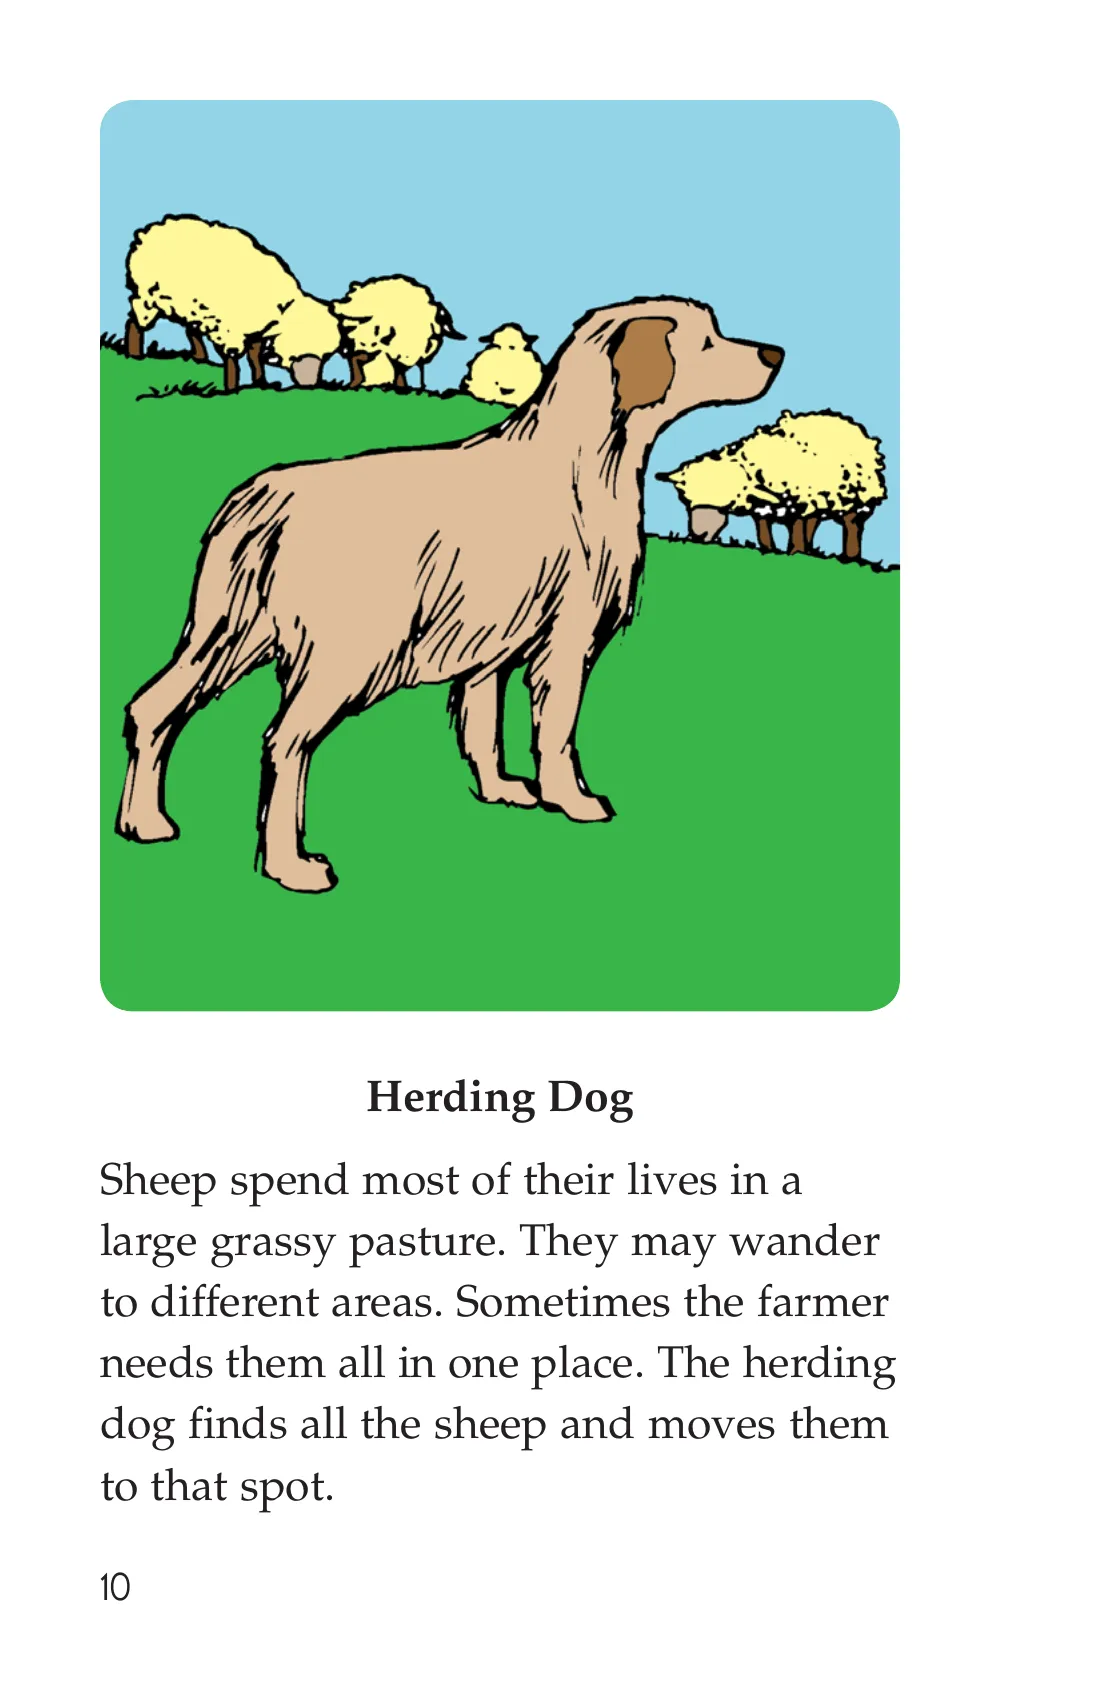 Herding Dog
Sheep spend most of their lives in a
large grassy pasture. They may wander
to different areas. Sometimes the farmer
needs them all in one place. The herding
dog finds all the sheep and moves them
to that spot.
10